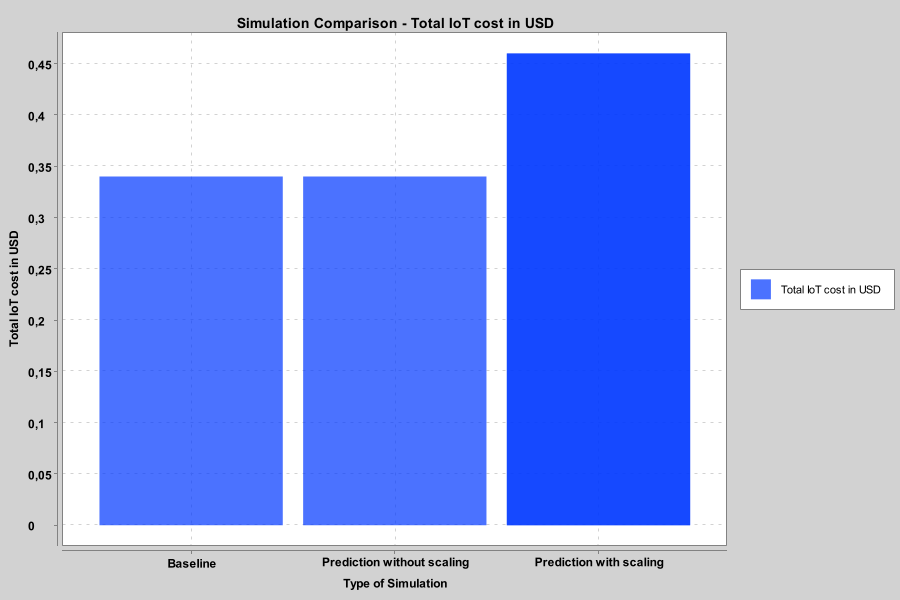 Simulation Comparison - Total IoT cost in USD
0,45
0,4
0,35
0,3
0,25
0,2
0,15
0,1
0,05
0
Total IoT cost in USD
Baseline
Prediction without scaling
Prediction with scaling
Type of Simulation
Total IoT cost in USD